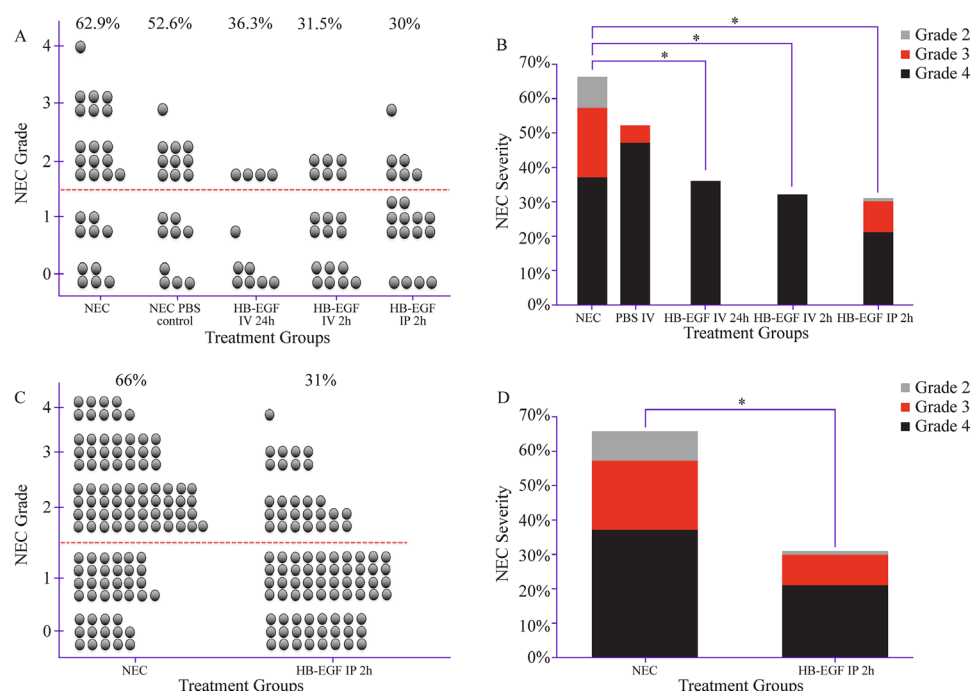 A
62.9% 52.6% 36.3% 31.5% 30%
4
3
2
1
0
NEC Grade
NEC
NEC PBS
control
HB-EGF
IV 24h
HB-EGF
IV 2h
HB-EGF
IP 2h
Treatment Groups
B
Grade 2
Grade 3
Grade 4
* * *
70%
60%
50%
40%
30%
20%
10%
0%
NEC Severity
NEC PBS IV HB-EGF IV 24h HB-EGF IV 2h HB-EGF IP 2h
Treatment Groups
C
66% 31%
4
3
2
1
0
NEC Grade
NEC HB-EGF IP 2h
Treatment Groups
D
Grade 2
Grade 3
Grade 4
*
70%
60%
50%
40%
30%
20%
10%
0%
NEC Severity
NEC HB-EGF IP 2h
Treatment Groups